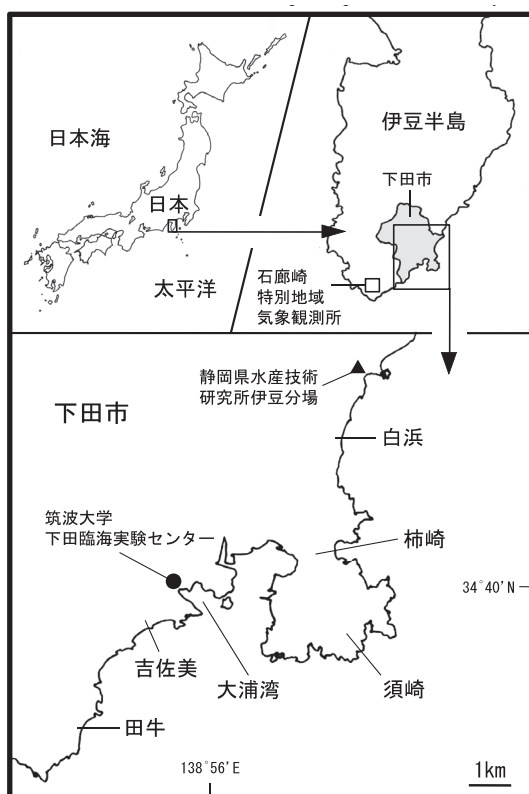 日本海
日本
太平洋
伊豆半島
下田市
石廊崎
特別地域
気象観測所
下田市
静岡県水産技術
研究所伊豆分場
白浜
筑波大学
下田臨海実験センター
柿崎
34°40'N
吉佐美
大浦湾
須崎
田牛
138°56'E
1km